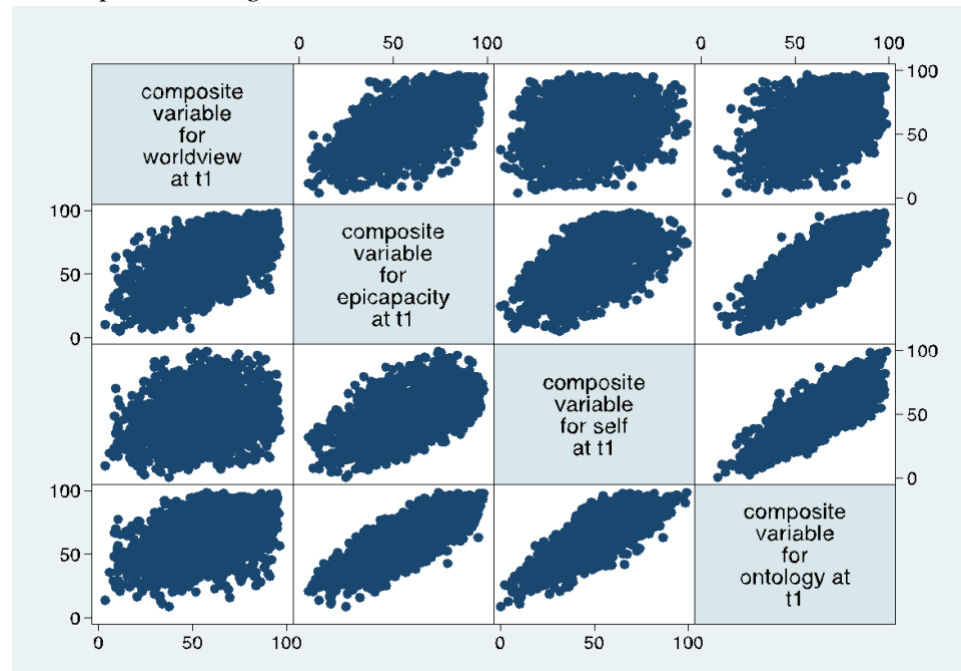 0 50 100 0 50 100
composite
variable
for
worldview
at t1
100
50
0
100
50
0
composite
variable
for
epicapacity
at t1
composite
variable
for self
at t1
100
50
0
100
50
0
composite
variable
for
ontology at
t1
0 50 100 0 50 100